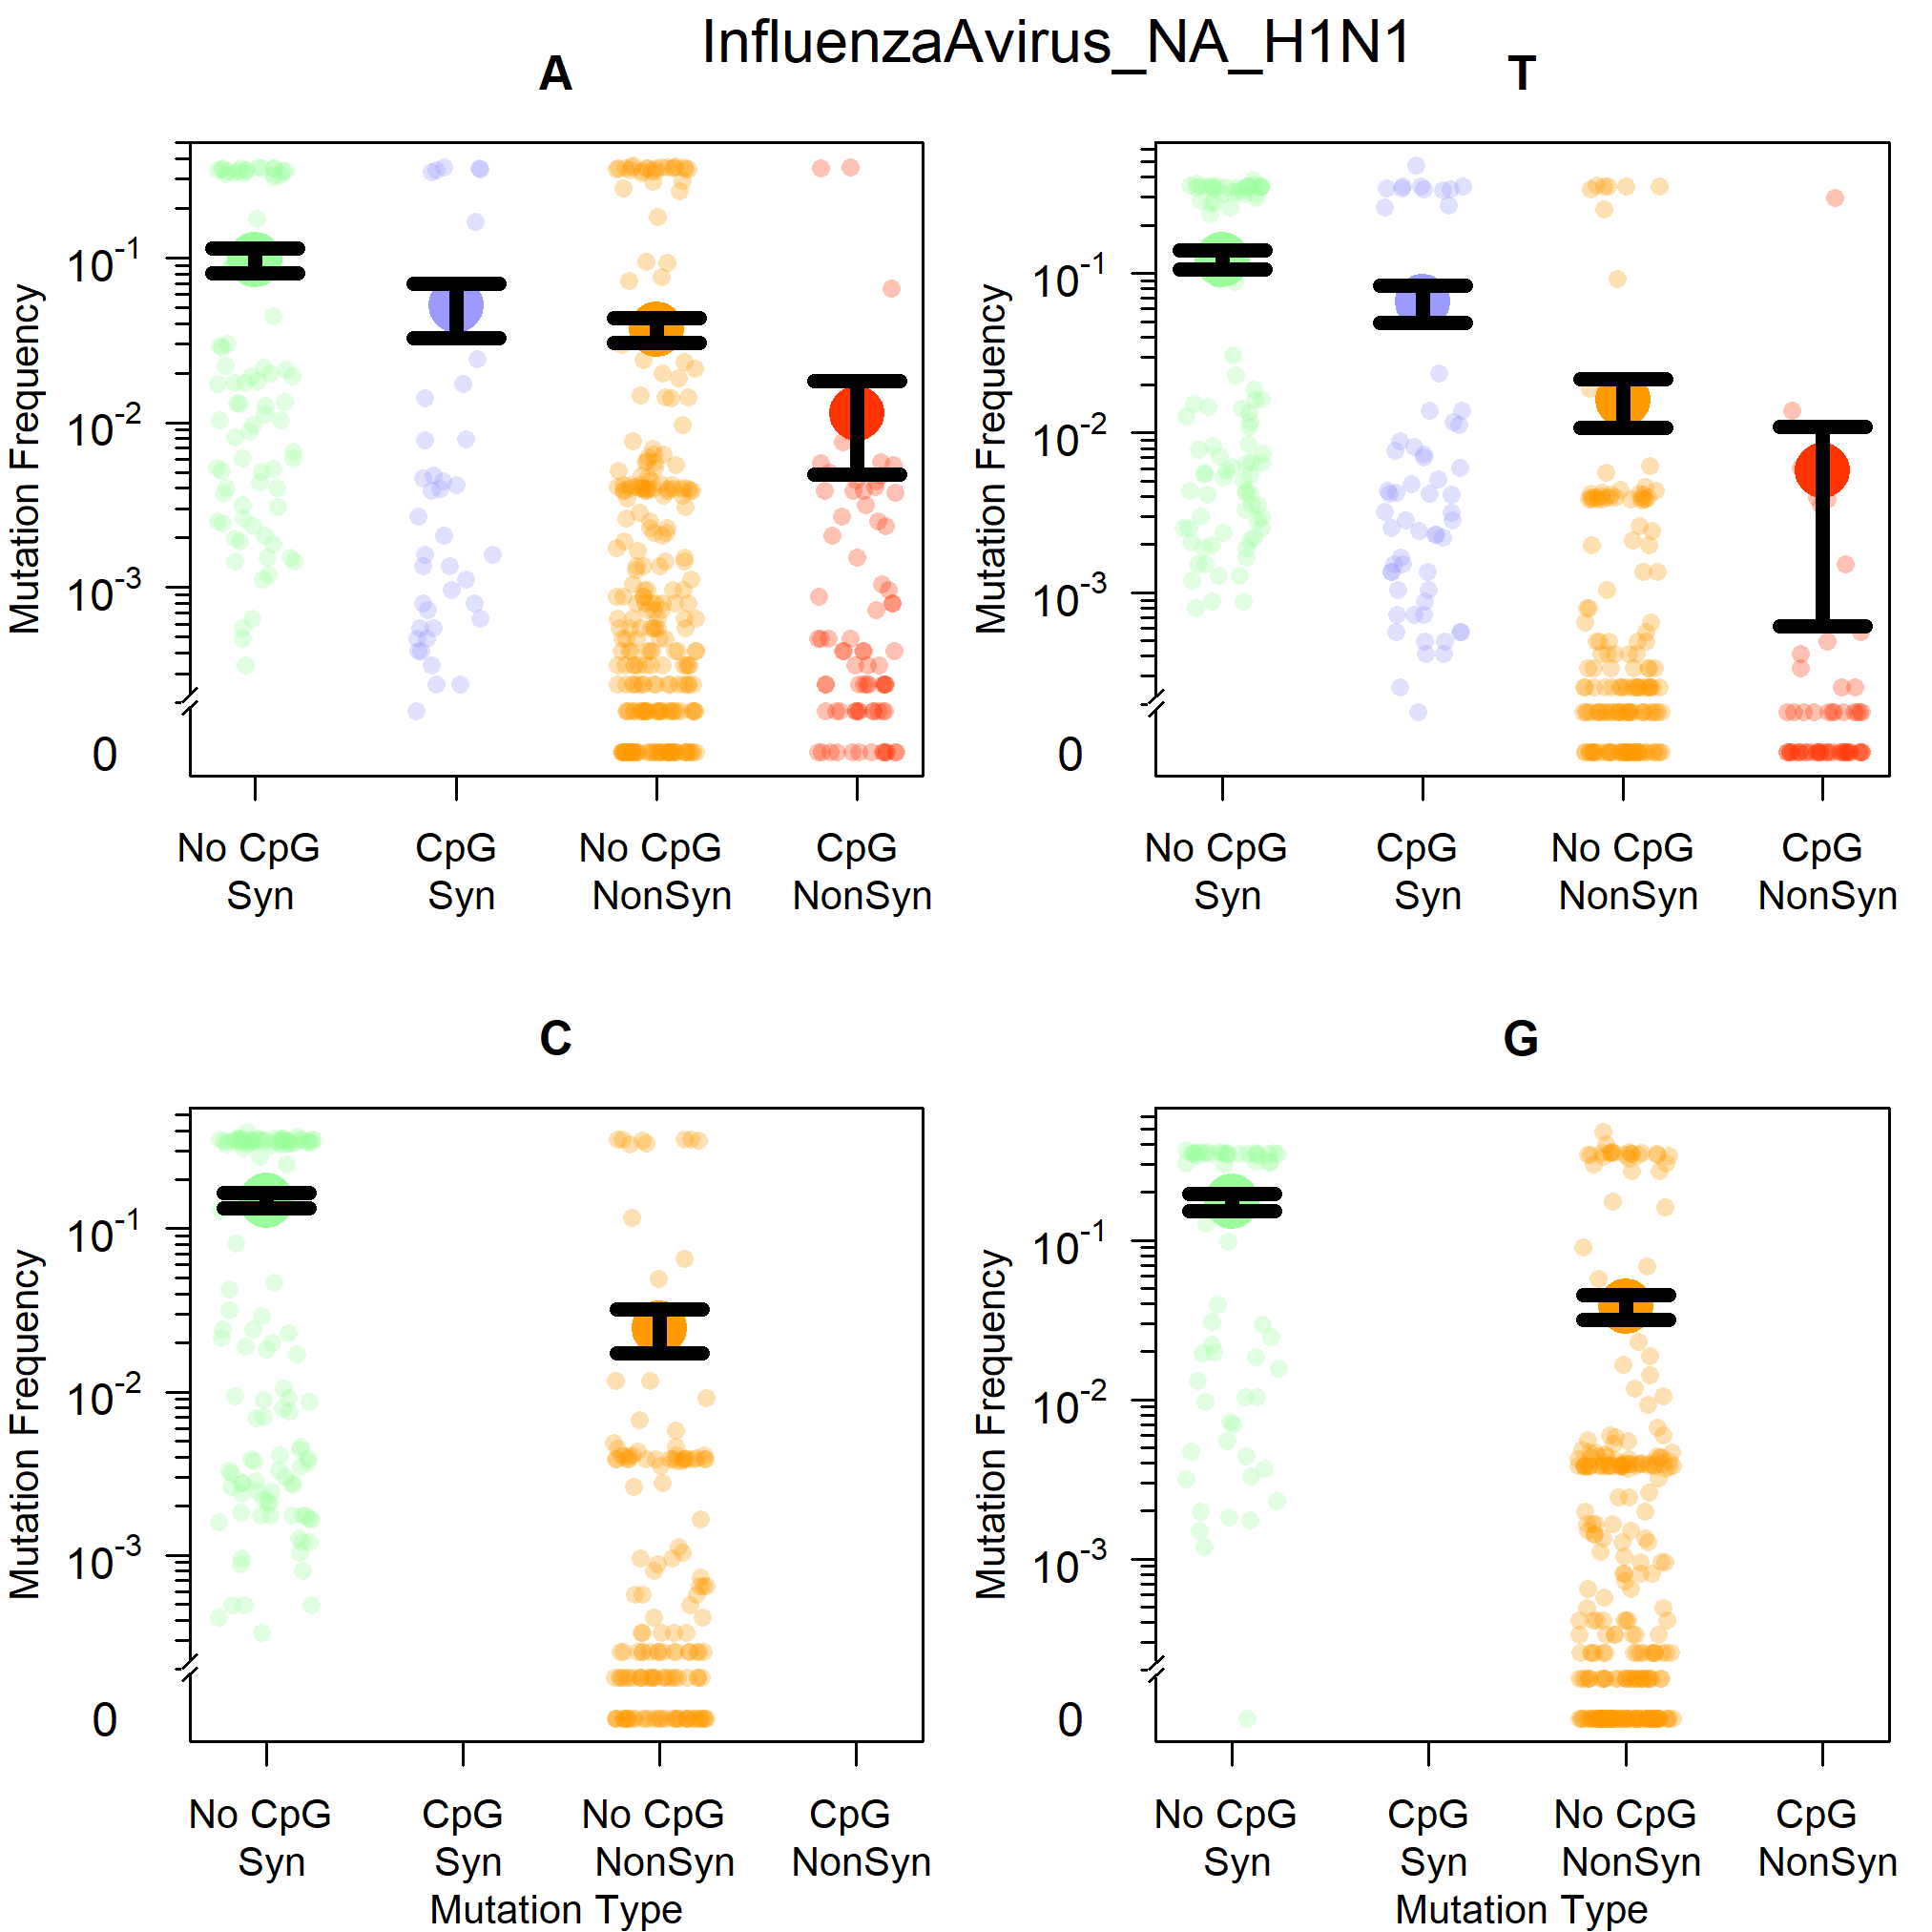 InfluenzaAvirus_NA_H1N1
A
Mutation Frequency
10-1
10-2
10-3
0
No CpG Syn
CpG Syn
No CpG NonSyn
CpG NonSyn
T
Mutation Frequency
10-1
10-2
10-3
0
No CpG Syn
CpG Syn
No CpG NonSyn
CpG NonSyn
C
Mutation Frequency
10-1
10-2
10-3
0
No CpG Syn
CpG Syn
No CpG NonSyn
CpG NonSyn
Mutation Type
G
Mutation Frequency
10-1
10-2
10-3
0
No CpG Syn
CpG Syn
No CpG NonSyn
CpG NonSyn
Mutation Type